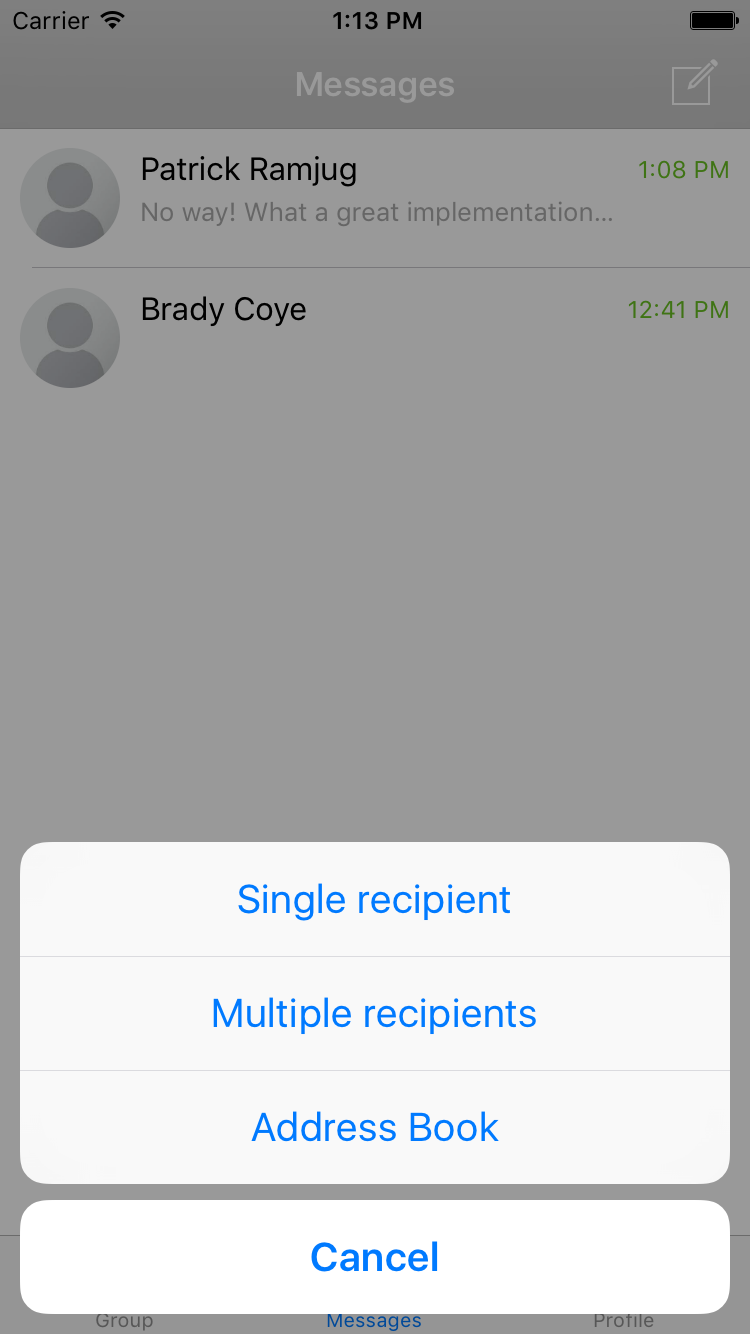 Carrier 1:13 PM
Messages
Patrick Ramjug 1:08 PM
No way! What a great implementation...
Brady Coye 12:41 PM
Single recipient
Multiple recipients
Address Book
Cancel
Group Messages Profile